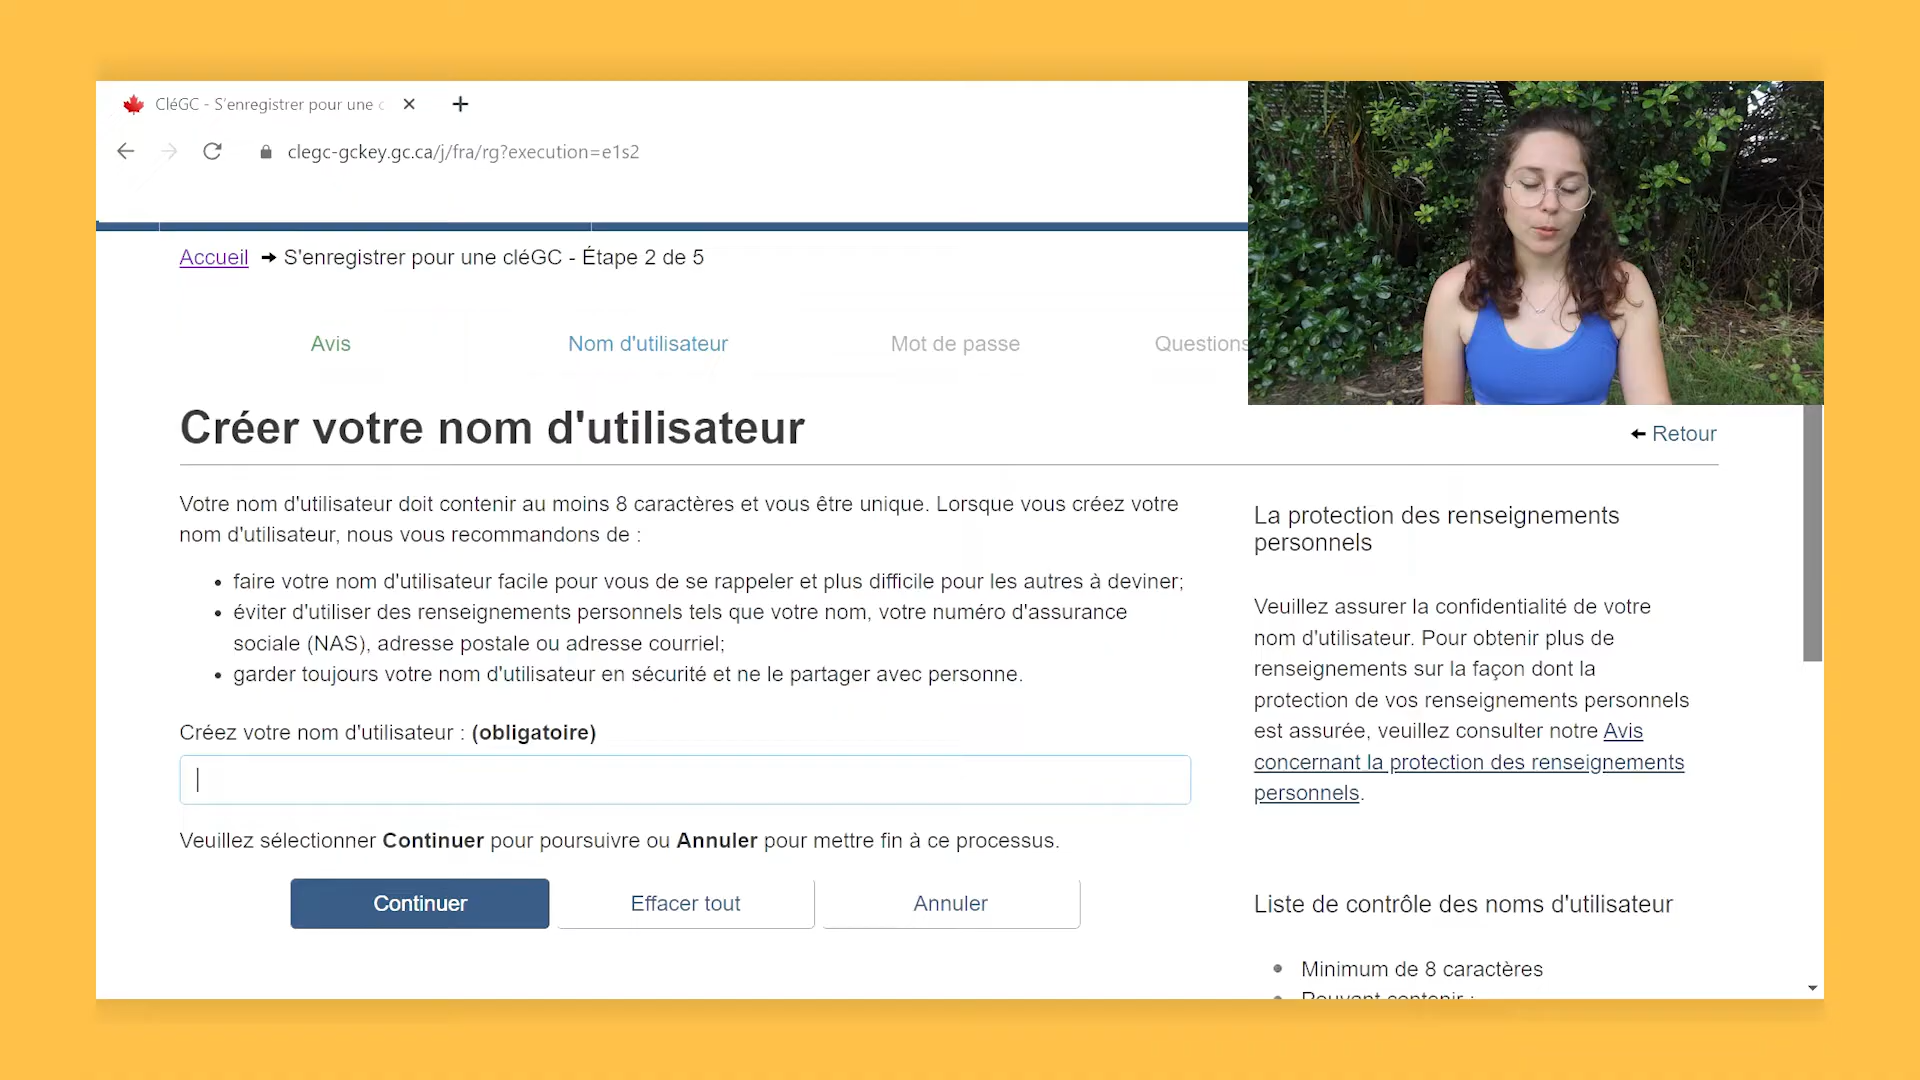 CléGC - S'enregistrer pour une c
clegc-gckey.gc.ca/j/fra/rg?execution=e1s2
Accueil ➞ S'enregistrer pour une cléGC - Étape 2 de 5
Avis
Nom d'utilisateur
Mot de passe
Questions
Créer votre nom d'utilisateur
Retour
Votre nom d'utilisateur doit contenir au moins 8 caractères et vous être unique. Lorsque vous créez votre
nom d'utilisateur, nous vous recommandons de :
faire votre nom d'utilisateur facile pour vous de se rappeler et plus difficile pour les autres à deviner;
éviter d'utiliser des renseignements personnels tels que votre nom, votre numéro d'assurance
sociale (NAS), adresse postale ou adresse courriel;
garder toujours votre nom d'utilisateur en sécurité et ne le partager avec personne.
Créez votre nom d'utilisateur : (obligatoire)
Veuillez sélectionner Continuer pour poursuivre ou Annuler pour mettre fin à ce processus.
Continuer
Effacer tout
Annuler
La protection des renseignements
personnels
Veuillez assurer la confidentialité de votre
nom d'utilisateur. Pour obtenir plus de
renseignements sur la façon dont la
protection de vos renseignements personnels
est assurée, veuillez consulter notre Avis
concernant la protection des renseignements
personnels.
Liste de contrôle des noms d'utilisateur
Minimum de 8 caractères
Pouvant contenir :